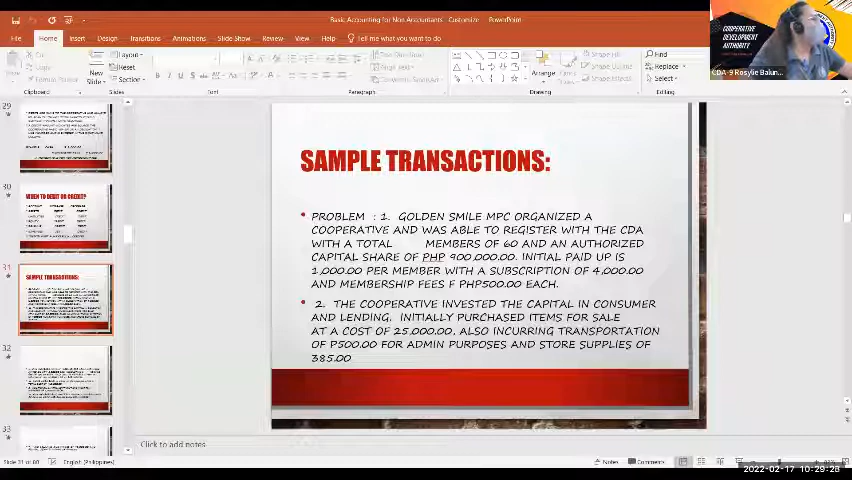 Basic Accounting for Non Accountants - Customize - PowerPoint
File Home Insert Design Transitions Animations Slide Show Review View Tell me what you want to do
COOPERATIVE
DEVELOPMENT
AUTHORITY
CDA-9 Rosylie Balun...
Paste
New
Slide
Layout
Reset
Section
Arrange
Shape Fill
Shape Outline
Shape Effects
Find
Replace
Select
Clipboard Slides Font Paragraph Drawing Editing
29
30
WHEN TO DEBIT OR CREDIT?
31
SAMPLE TRANSACTIONS:
32
33
SAMPLE TRANSACTIONS:
• PROBLEM : 1. GOLDEN SMILE MPC ORGANIZED A
COOPERATIVE AND WAS ABLE TO REGISTER WITH THE CDA
WITH A TOTAL MEMBERS OF 60 AND AN AUTHORIZED
CAPITAL SHARE OF PHP 900,000.00. INITIAL PAID UP IS
1,000.00 PER MEMBER WITH A SUBSCRIPTION OF 4,000.00
AND MEMBERSHIP FEES F PHP500.00 EACH.
• 2. THE COOPERATIVE INVESTED THE CAPITAL IN CONSUMER
AND LENDING. INITIALLY PURCHASED ITEMS FOR SALE
AT A COST OF 25,000.00. ALSO INCURRING TRANSPORTATION
OF P500.00 FOR ADMIN PURPOSES AND STORE SUPPLIES OF
385.00
Click to add notes
English (Philippines)
Notes Comments
2022-02-17 10:29:28